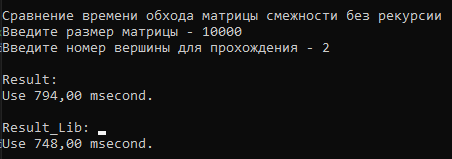 Сравнение времени обхода матрицы смежности без рекурсии
Введите размер матрицы - 10000
Введите номер вершины для прохождения - 2
Result:
Use 794,00 msecond.
Result_Lib:
Use 748,00 msecond.